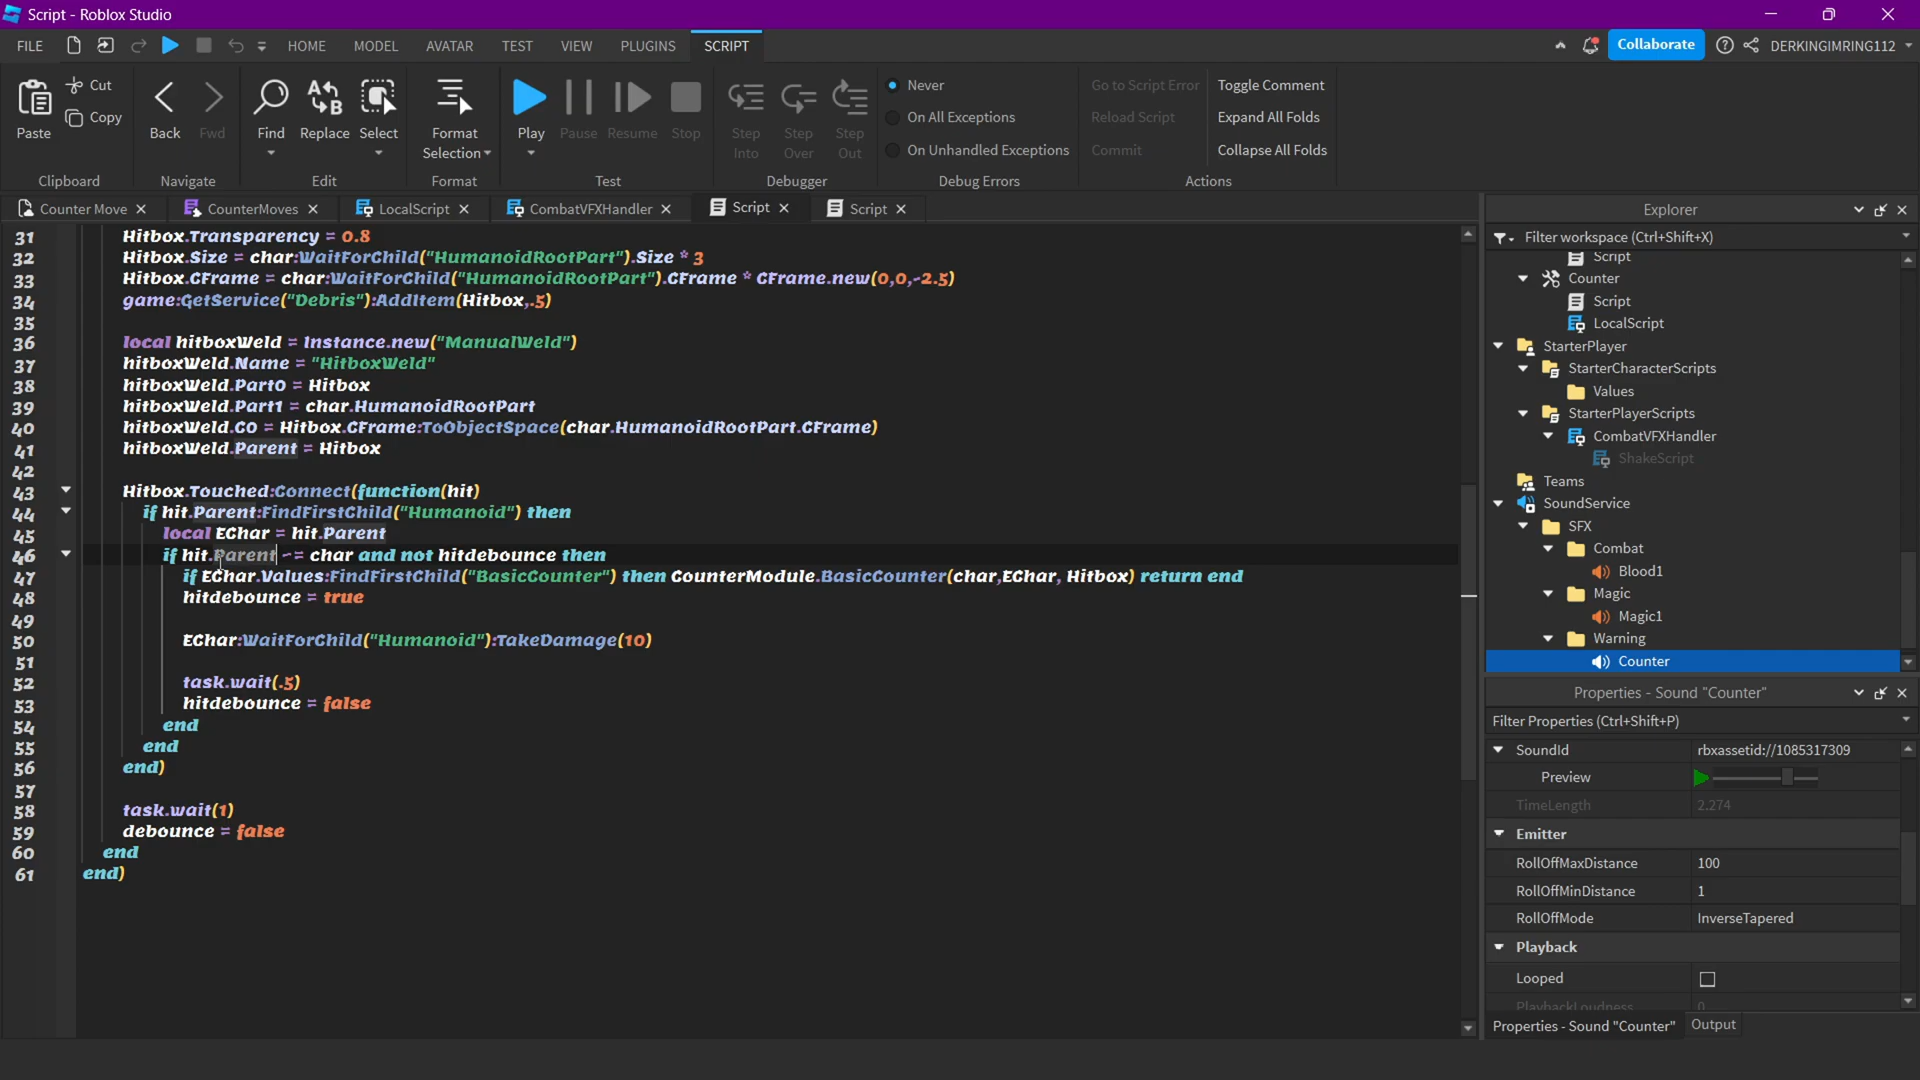 Script - Roblox Studio
FILE HOME MODEL AVATAR TEST VIEW PLUGINS SCRIPT Collaborate DERKINGIMRING112
Paste Cut Copy Back Fwd Find Replace Select Format Selection Play Pause Resume Stop Step Into Step Over Step Out
Never
On All Exceptions
On Unhandled Exceptions
Go to Script Error
Reload Script
Commit
Toggle Comment
Expand All Folds
Collapse All Folds
Clipboard Navigate Edit Format Test Debugger Debug Errors Actions
Counter Move CounterMoves LocalScript CombatVFXHandler Script Script
31 Hitbox.Transparency = 0.8
32 Hitbox.Size = char:WaitForChild("HumanoidRootPart").Size * 3
33 Hitbox.CFrame = char:WaitForChild("HumanoidRootPart").CFrame * CFrame.new(0,0,-2.5)
34 game:GetService("Debris"):AddItem(Hitbox,.5)
35
36 local hitboxWeld = Instance.new("ManualWeld")
37 hitboxWeld.Name = "HitboxWeld"
38 hitboxWeld.Part0 = Hitbox
39 hitboxWeld.Part1 = char.HumanoidRootPart
40 hitboxWeld.C0 = Hitbox.CFrame:ToObjectSpace(char.HumanoidRootPart.CFrame)
41 hitboxWeld.Parent = Hitbox
42
43 Hitbox.Touched:Connect(function(hit)
44 if hit.Parent:FindFirstChild("Humanoid") then
45 local EChar = hit.Parent
46 if hit.Parent ~= char and not hitdebounce then
47 if EChar.Values:FindFirstChild("BasicCounter") then CounterModule.BasicCounter(char,EChar, Hitbox) return end
48 hitdebounce = true
49
50 EChar:WaitForChild("Humanoid"):TakeDamage(10)
51
52 task.wait(.5)
53 hitdebounce = false
54 end
55 end
56 end)
57
58 task.wait(1)
59 debounce = false
60 end
61 end)
Explorer
Filter workspace (Ctrl+Shift+X)
Script
Counter
Script
LocalScript
StarterPlayer
StarterCharacterScripts
Values
StarterPlayerScripts
CombatVFXHandler
ShakeScript
Teams
SoundService
SFX
Combat
Blood1
Magic
Magic1
Warning
Counter
Properties - Sound "Counter"
Filter Properties (Ctrl+Shift+P)
SoundId rbxassetid://1085317309
Preview
TimeLength 2.274
Emitter
RollOffMaxDistance 100
RollOffMinDistance 1
RollOffMode InverseTapered
Playback
Looped
PlaybackLoudness 0
Properties - Sound "Counter" Output